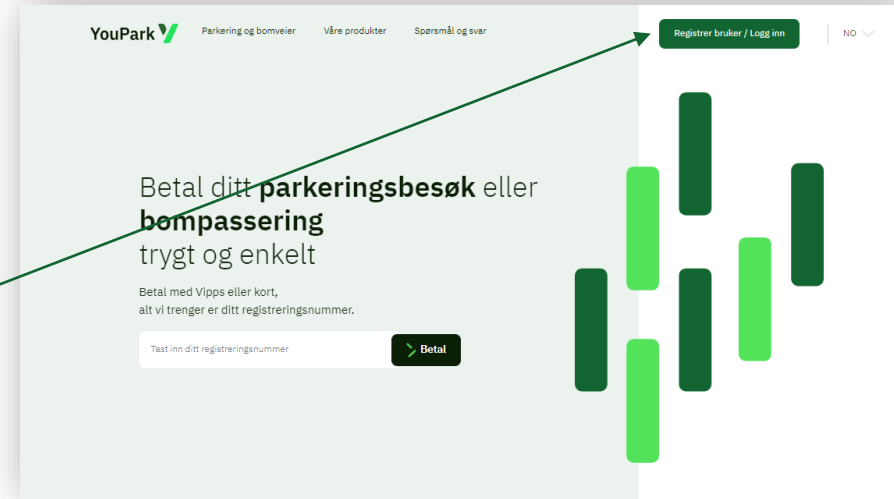 YouPark
Parkering og bomveier
Våre produkter
Spørsmål og svar
Registrer bruker / Logg inn
NO
Betal ditt parkeringsbesøk eller
bompassering
trygt og enkelt
Betal med Vipps eller kort,
alt vi trenger er ditt registreringsnummer.
Tast inn ditt registreringsnummer
Betal